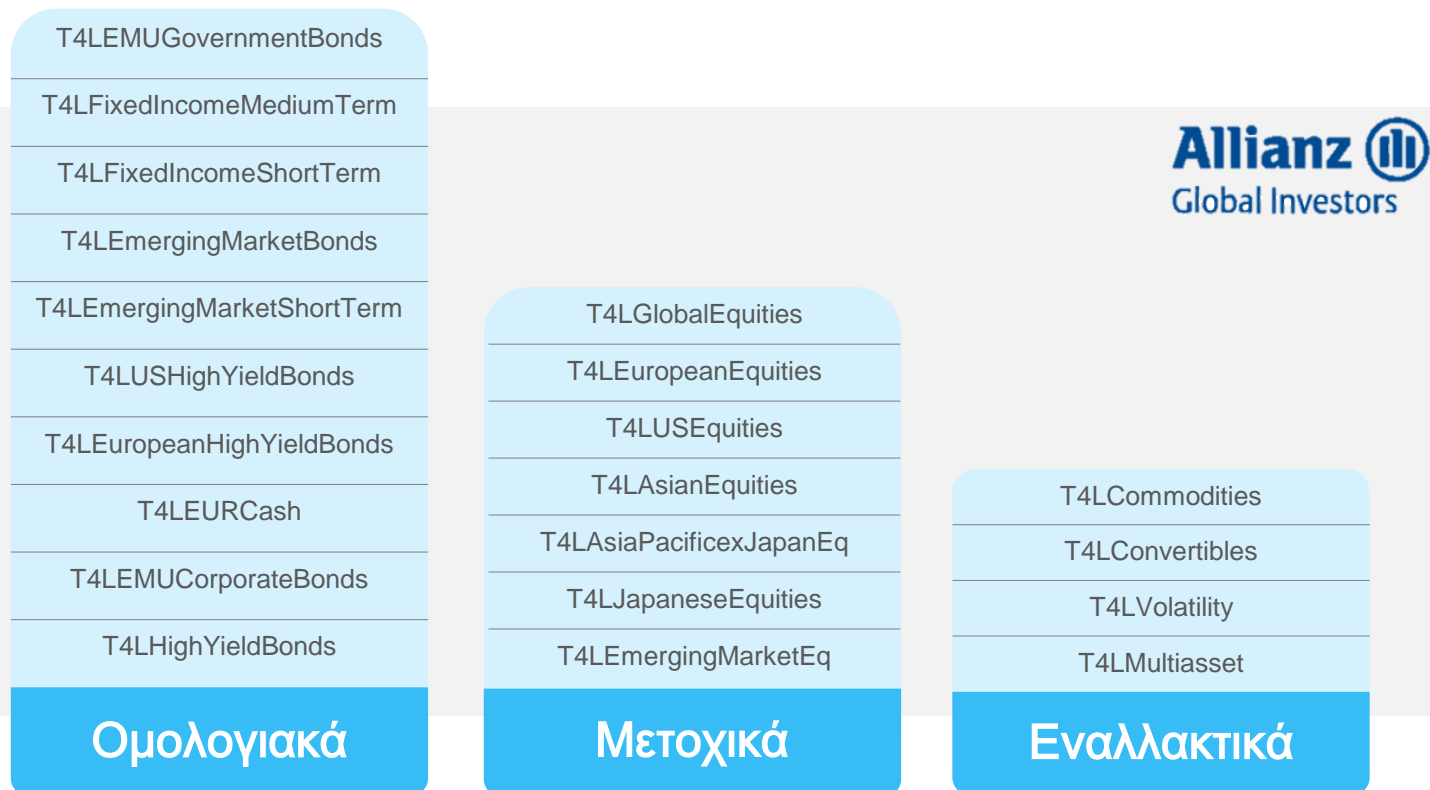 T4LEMUGovernmentBonds
T4LFixedIncomeMediumTerm
T4LFixedIncomeShortTerm
T4LEmergingMarketBonds
T4LEmergingMarketShortTerm
T4LUSHighYieldBonds
T4LEuropeanHighYieldBonds
T4LEURCash
T4LEMUCorporateBonds
T4LHighYieldBonds
Ομολογιακά
T4LGlobalEquities
T4LEuropeanEquities
T4LUSEquities
T4LAsianEquities
T4LAsiaPacificexJapanEq
T4LJapaneseEquities
T4LEmergingMarketEq
Μετοχικά
Allianz
Global Investors
T4LCommodities
T4LConvertibles
T4LVolatility
T4LMultiasset
Εναλλακτικά